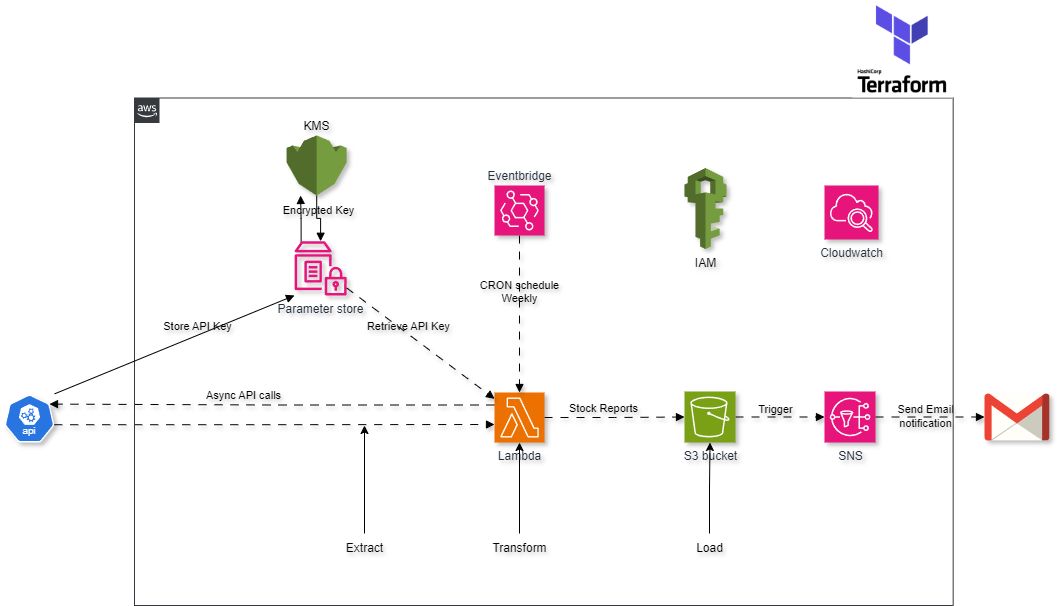 HashiCorp
Terraform
aws
KMS
Encrypted Key
Eventbridge
IAM
Cloudwatch
CRON schedule
Weekly
Parameter store
Store API Key
Retrieve API Key
Async API calls
api
Stock Reports
Trigger
Send Email
notification
Lambda
S3 bucket
SNS
Extract
Transform
Load